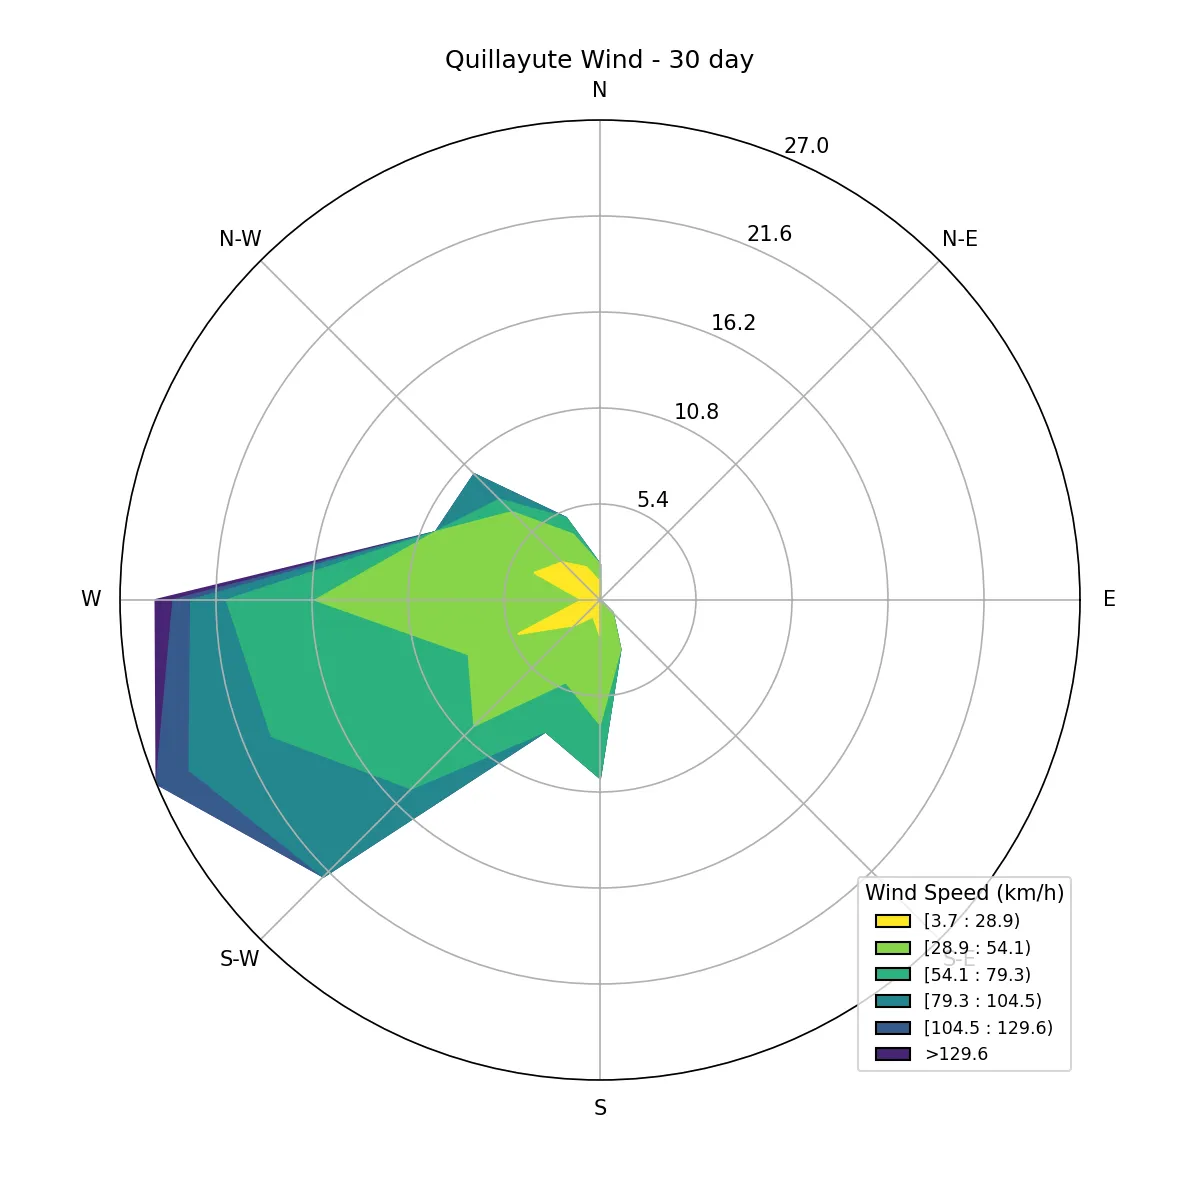 Quillayute Wind - 30 day
N
27.0
N-W
21.6
N-E
16.2
10.8
5.4
W
E
Wind Speed (km/h)
[3.7 : 28.9)
[28.9 : 54.1)
S-W
S-E
[54.1 : 79.3)
[79.3 : 104.5)
[104.5 : 129.6)
>129.6
S